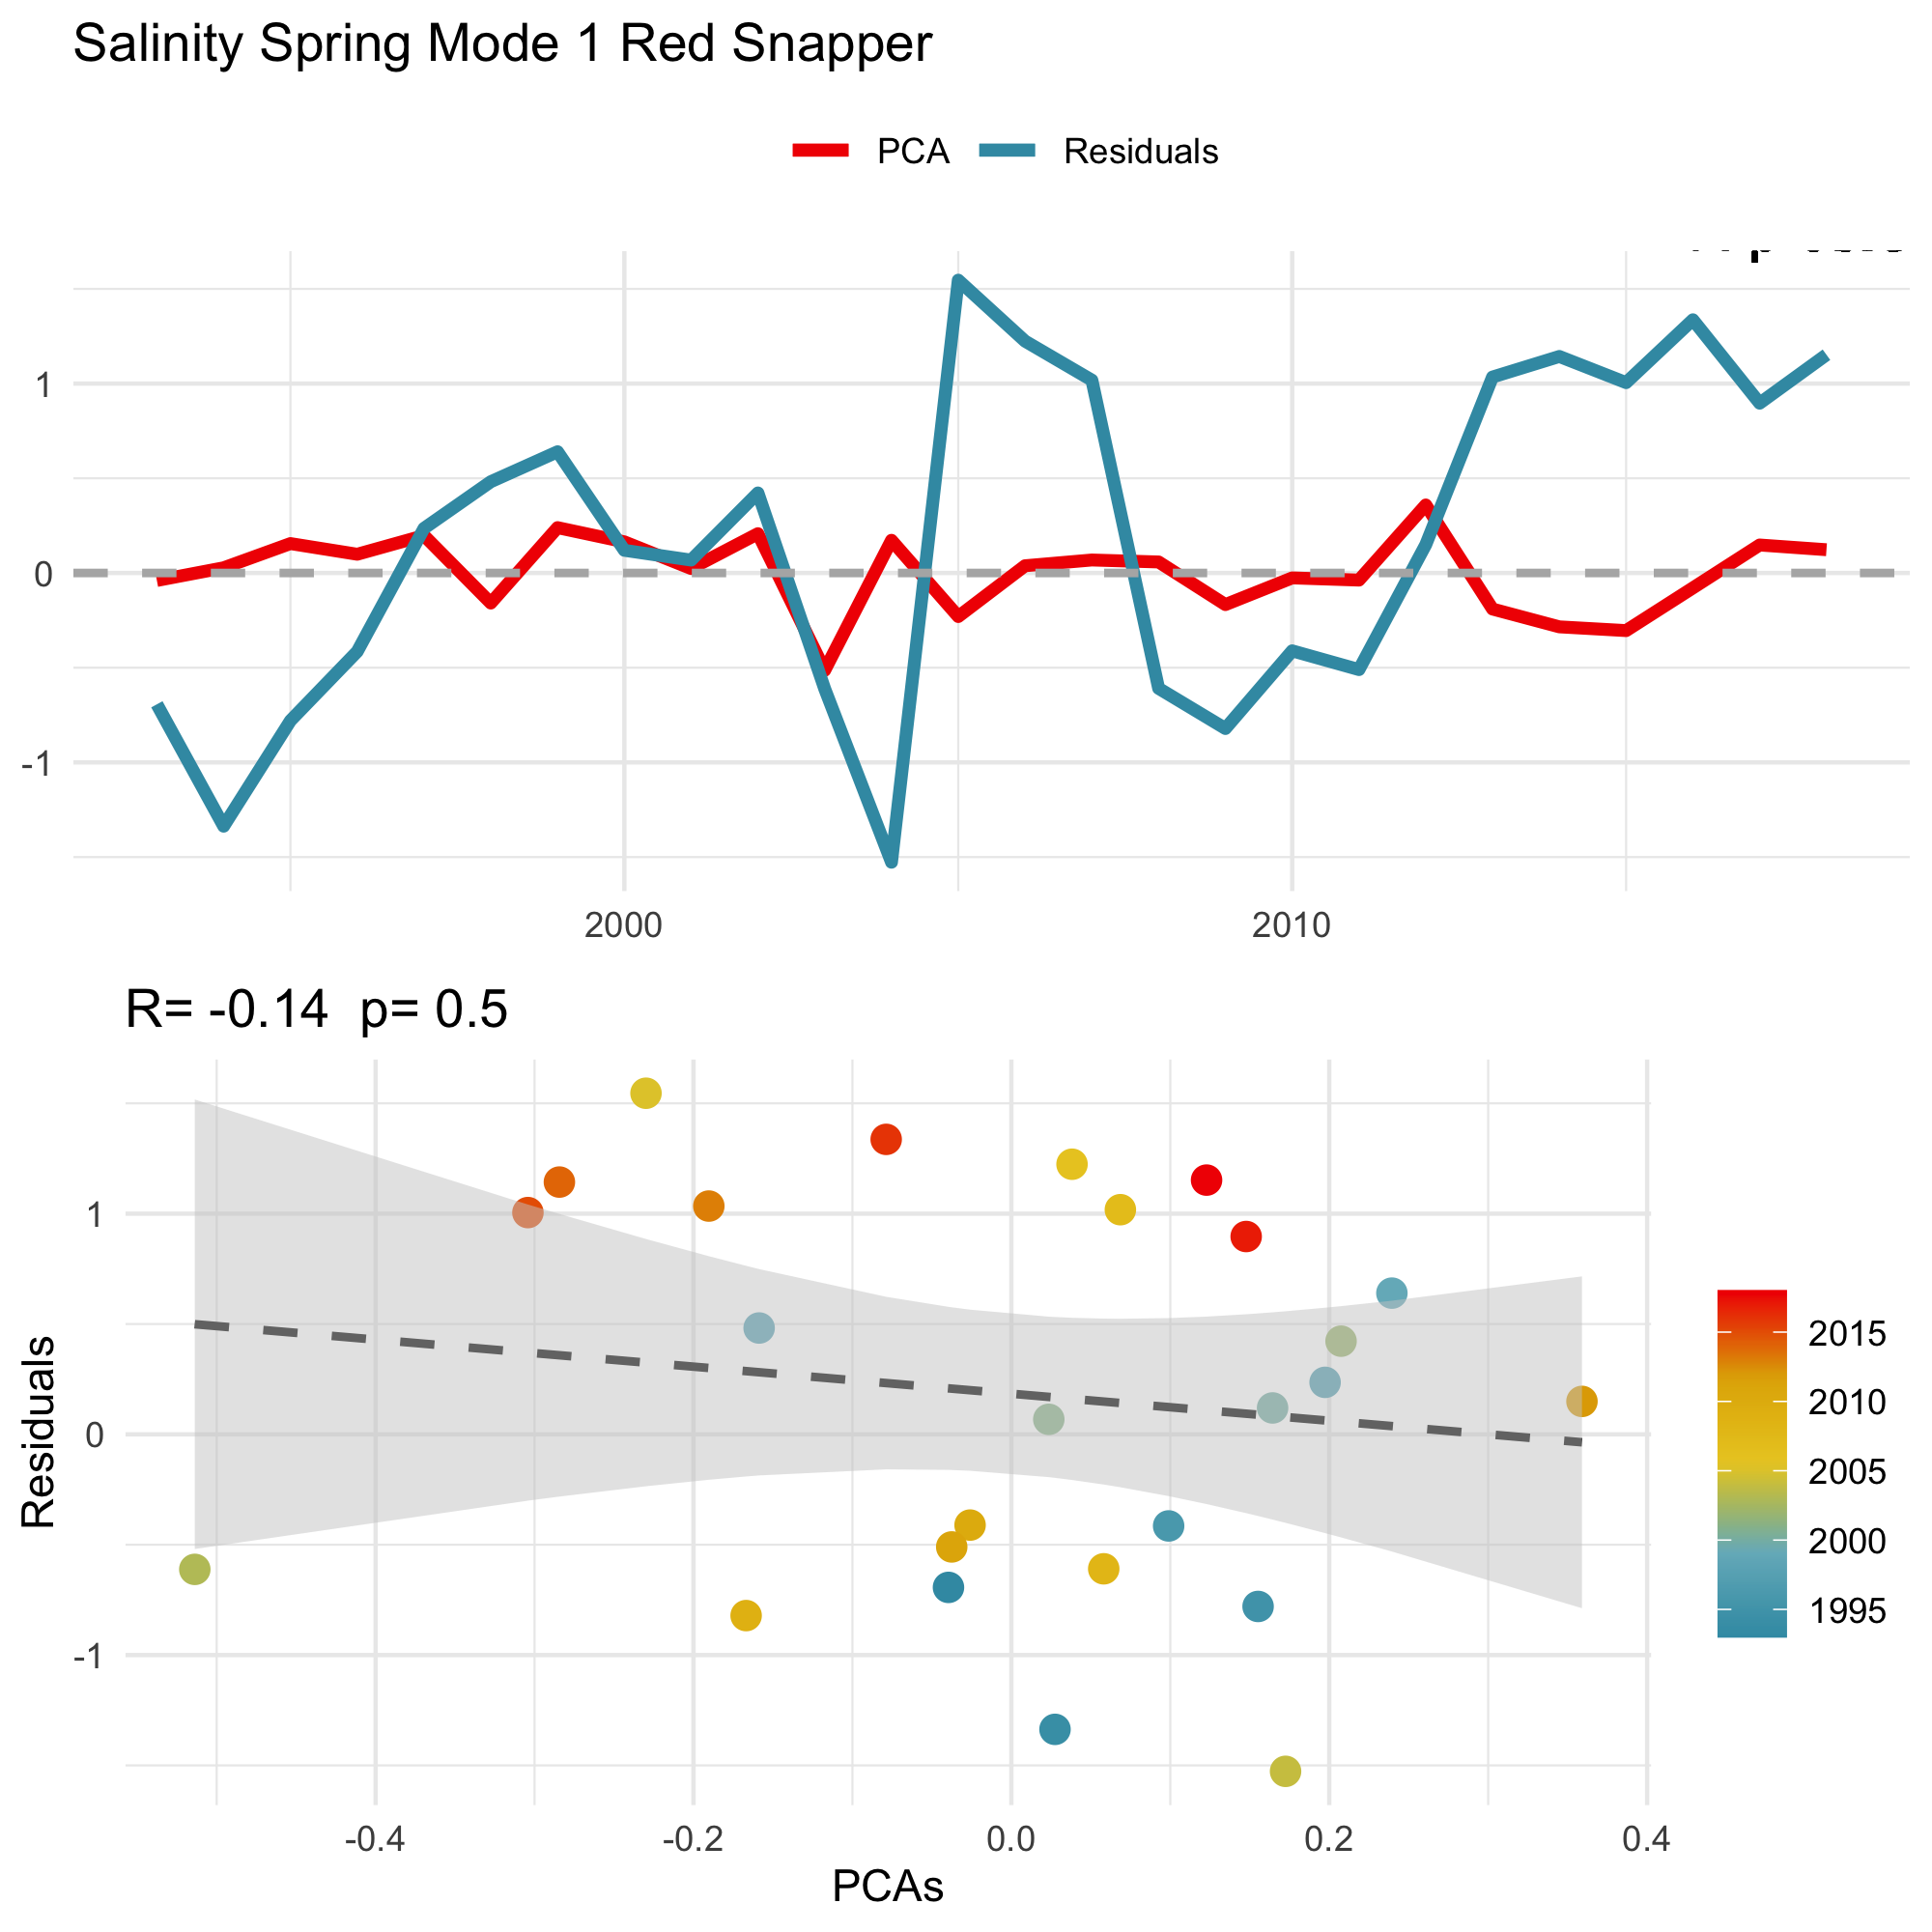 Salinity Spring Mode 1 Red Snapper
PCA Residuals
1
0
-1
2000 2010
R= -0.14 p= 0.5
Residuals
1
0
-1
-0.4 -0.2 0.0 0.2 0.4
PCAs
2015
2010
2005
2000
1995